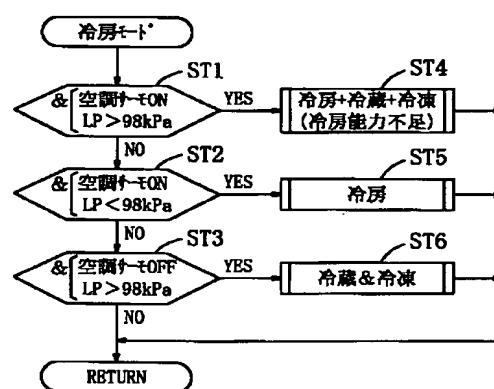 冷房ﾓｰﾄﾞ
ST1
& 空調ｻｰﾓON
LP>98kPa
YES
ST4
冷房+冷蔵+冷凍
(冷房能力不足)
NO
ST2
& 空調ｻｰﾓON
LP<98kPa
YES
ST5
冷房
NO
ST3
& 空調ｻｰﾓOFF
LP>98kPa
YES
ST6
冷蔵&冷凍
NO
RETURN